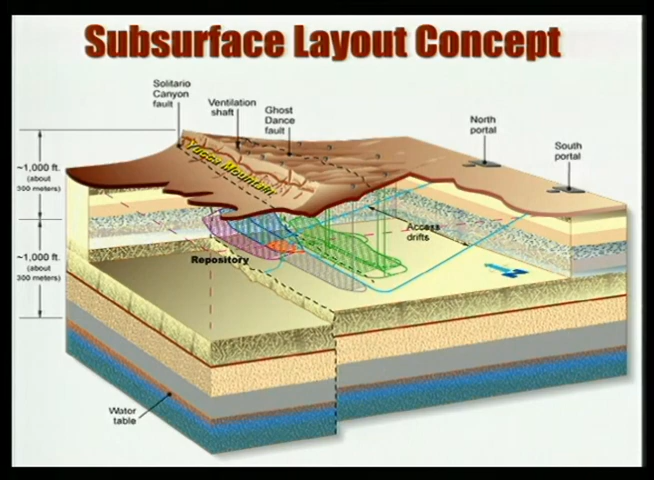 Subsurface Layout Concept
Solitario
Canyon
fault
Ventilation
shaft
Ghost
Dance
fault
North
portal
South
portal
Yucca Mountain
~1,000 ft.
(about
300 meters)
Access
drifts
Repository
~1,000 ft.
(about
300 meters)
Water
table